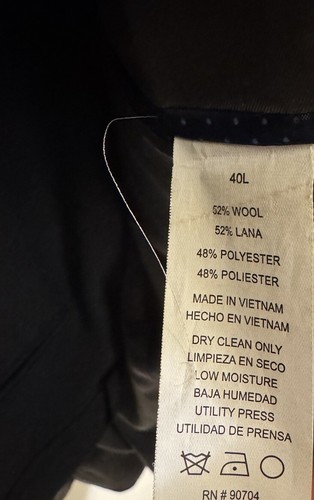 40L
52% WOOL
52% LANA
48% POLYESTER
48% POLIESTER
MADE IN VIETNAM
HECHO EN VIETNAM
DRY CLEAN ONLY
LIMPIEZA EN SECO
LOW MOISTURE
BAJA HUMEDAD
UTILITY PRESS
UTILIDAD DE PRENSA
RN # 90704